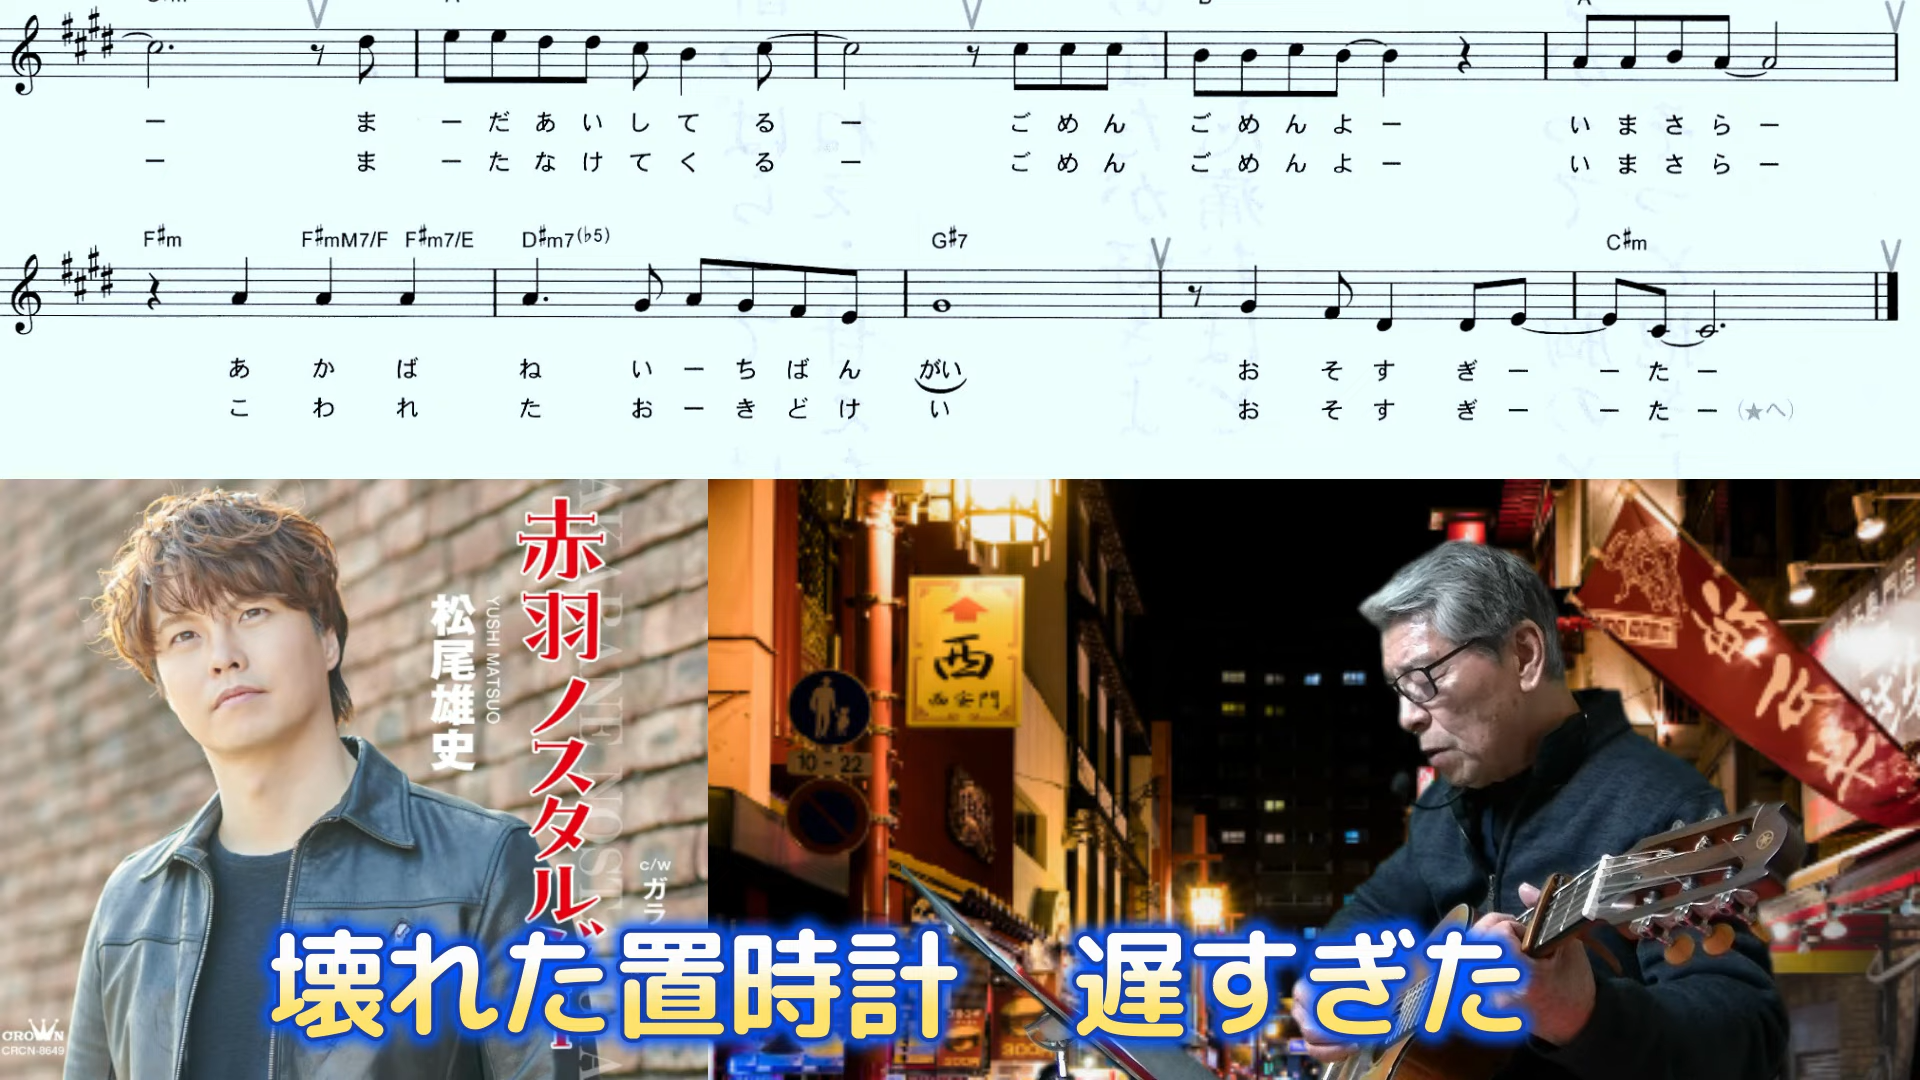 ー ま ー だ あ い し て る ー ご め ん ご め ん よ ー い ま さ ら ー
ー ま ー た な け て く る ー ご め ん ご め ん よ ー い ま さ ら ー
F#m F#mM7/F F#m7/E D#m7(♭5) G#7 C#m
あ か ば ね い ー ち ば ん がい お そ す ぎ ー ー た ー
こ わ れ た お ー き ど け い お そ す ぎ ー ー た ー (★へ)
赤羽ノスタルジー
松尾雄史
YUSHI MATSUO
c/w
ガラ
CROWN
CRCN-8649
西
西安門
10-22
壊れた置時計 遅すぎた